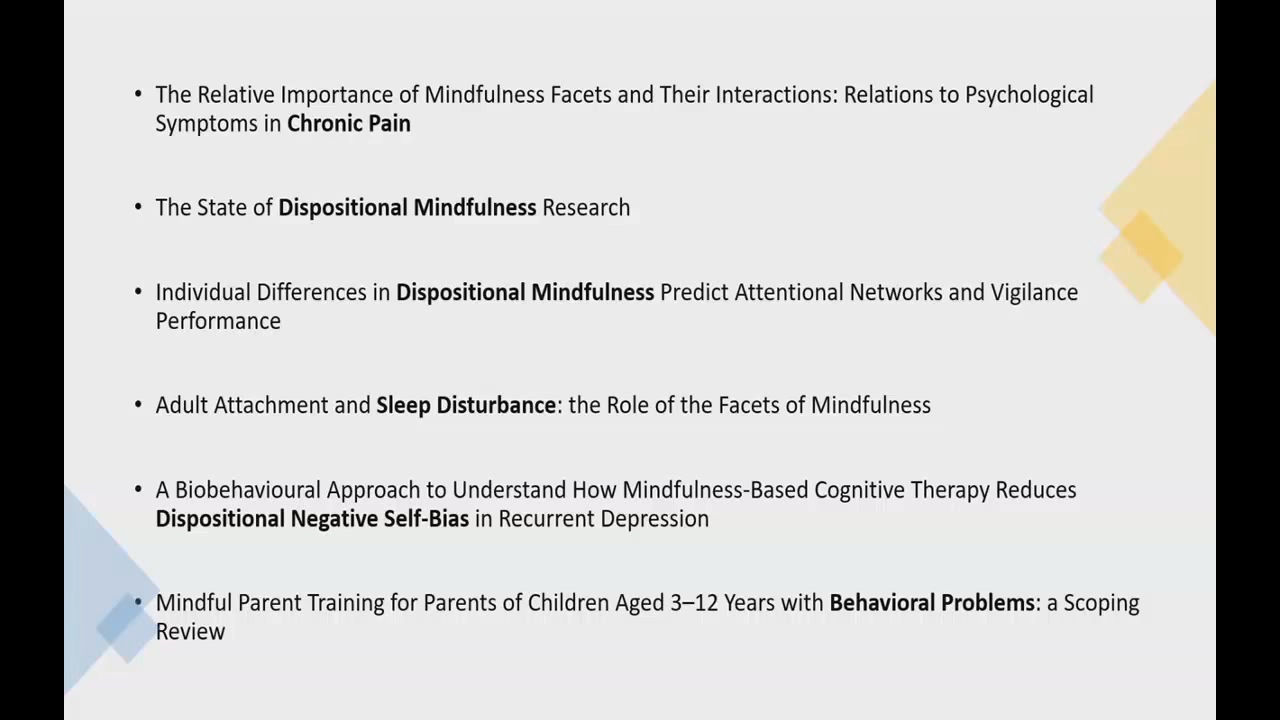 • The Relative Importance of Mindfulness Facets and Their Interactions: Relations to Psychological
Symptoms in Chronic Pain
• The State of Dispositional Mindfulness Research
• Individual Differences in Dispositional Mindfulness Predict Attentional Networks and Vigilance
Performance
• Adult Attachment and Sleep Disturbance: the Role of the Facets of Mindfulness
• A Biobehavioural Approach to Understand How Mindfulness-Based Cognitive Therapy Reduces
Dispositional Negative Self-Bias in Recurrent Depression
• Mindful Parent Training for Parents of Children Aged 3–12 Years with Behavioral Problems: a Scoping
Review